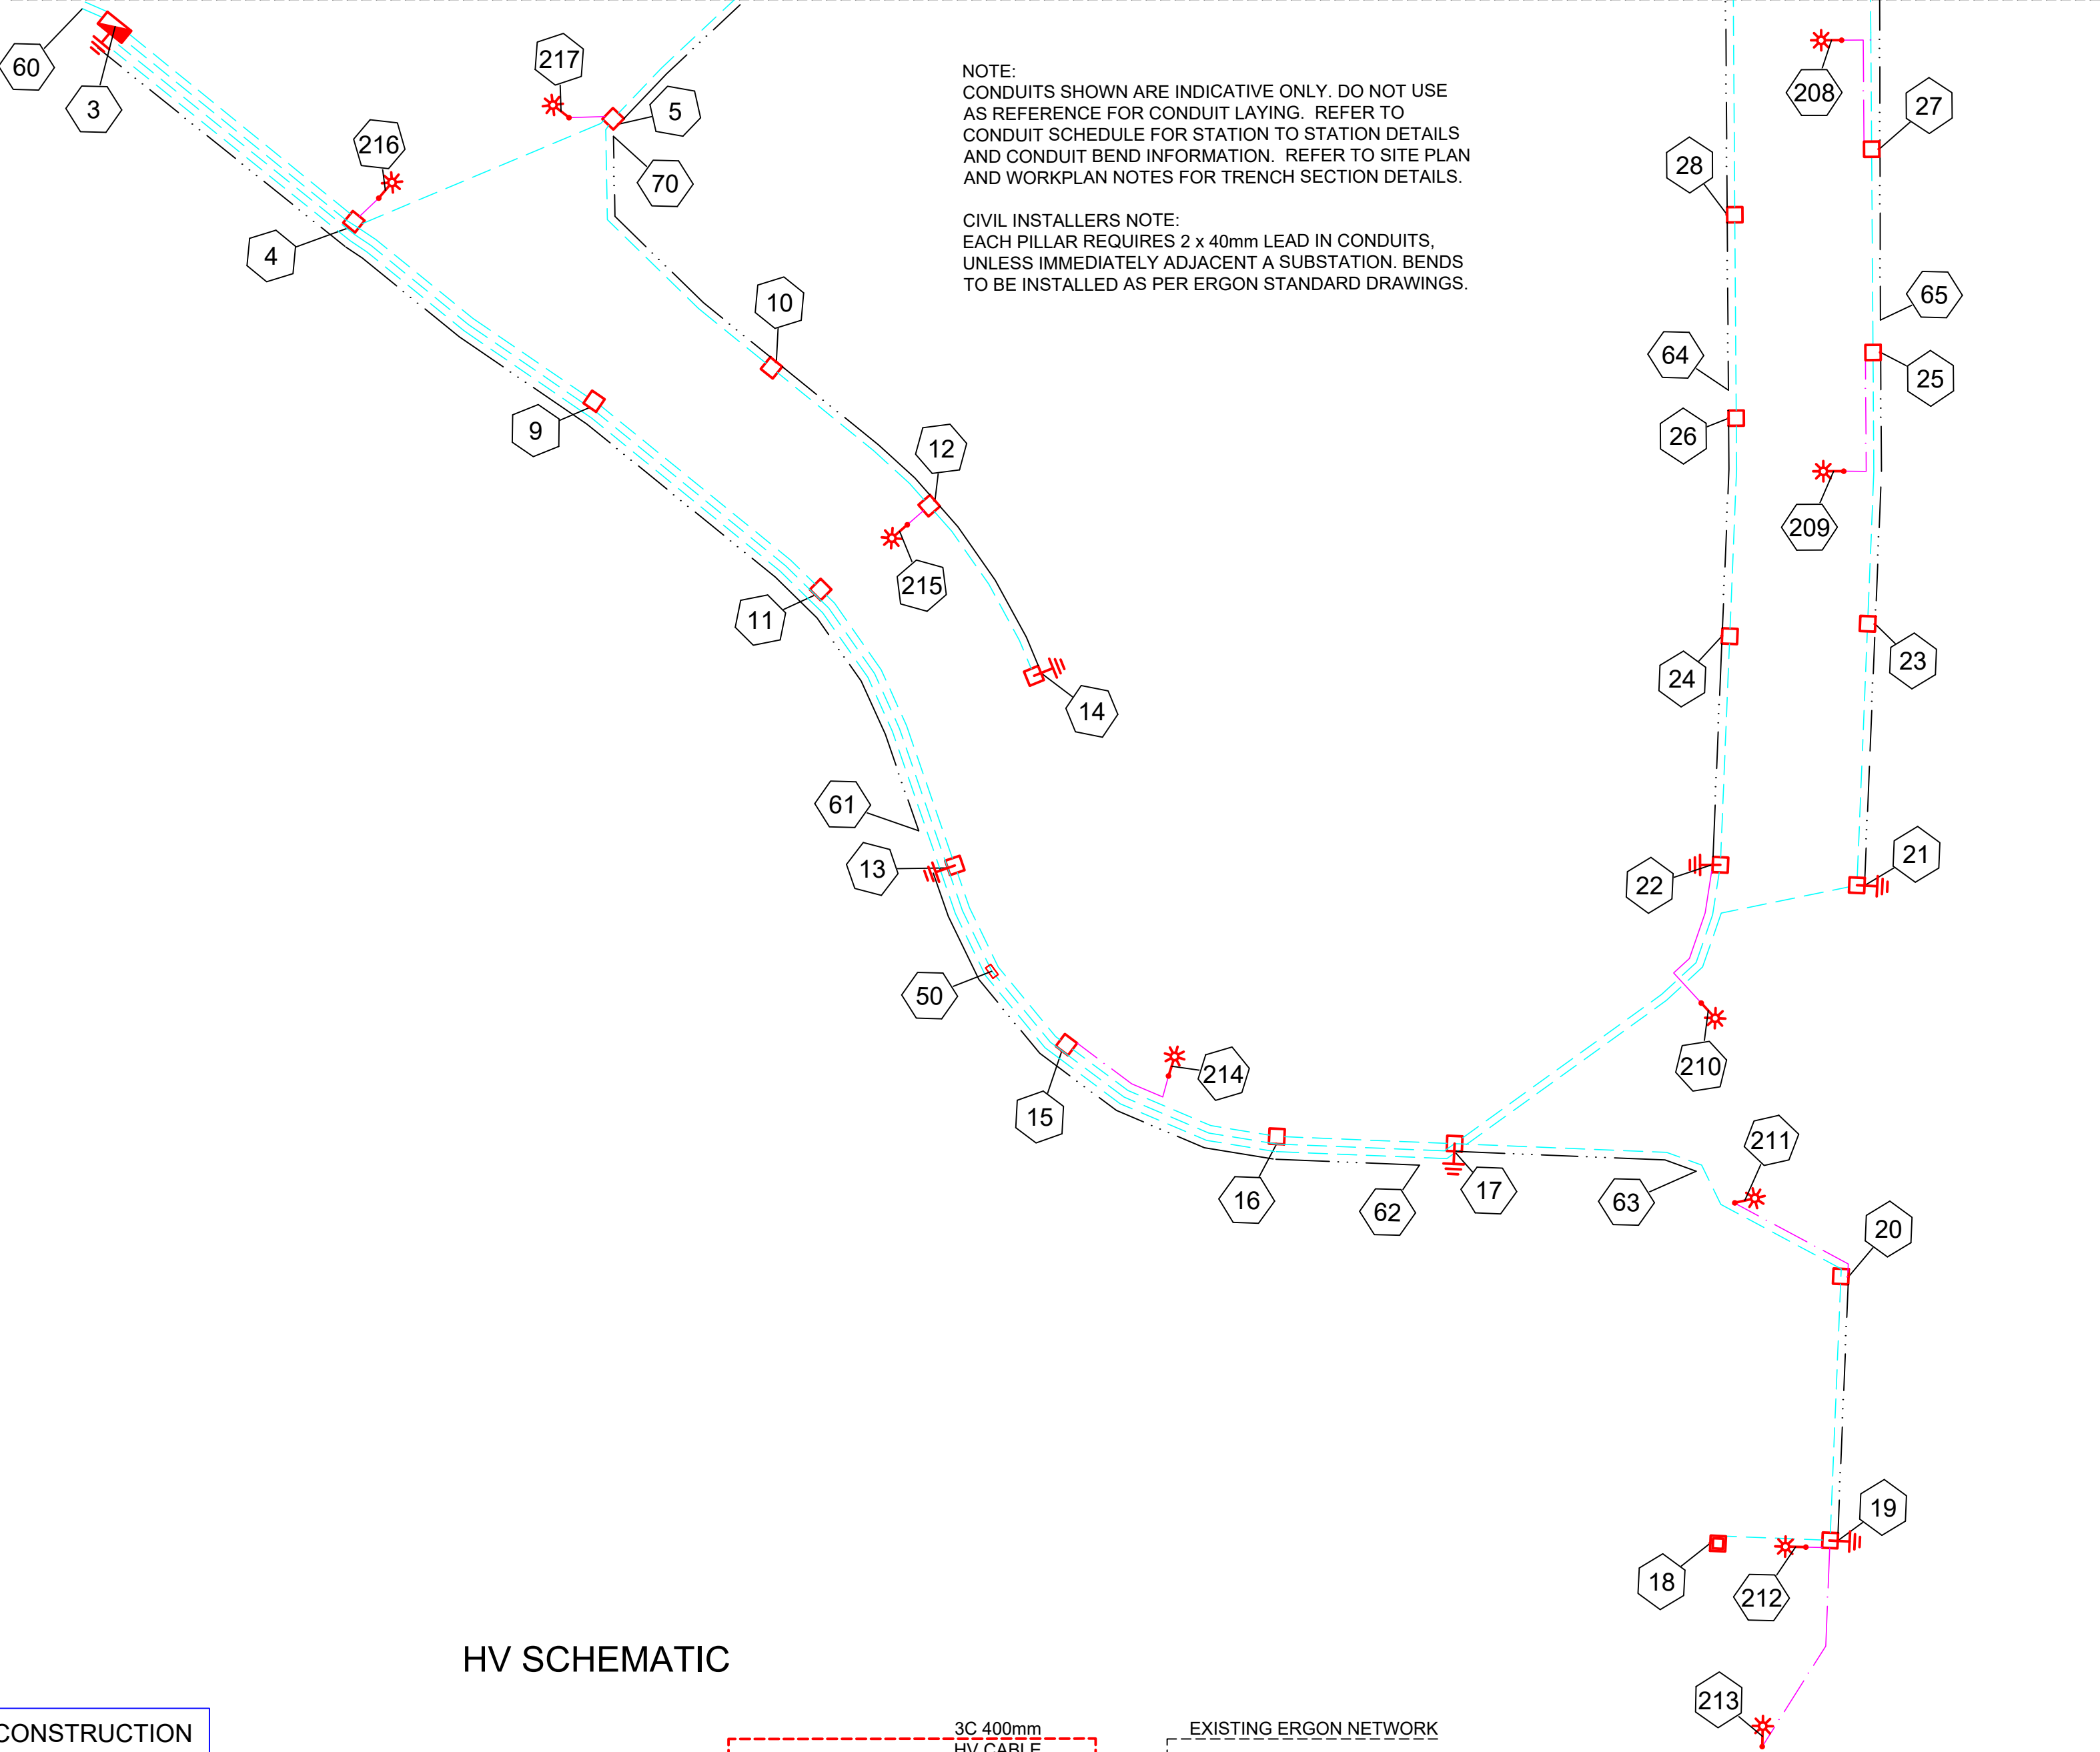 60
3
217
5
216
70
4
NOTE:
CONDUITS SHOWN ARE INDICATIVE ONLY. DO NOT USE
AS REFERENCE FOR CONDUIT LAYING. REFER TO
CONDUIT SCHEDULE FOR STATION TO STATION DETAILS
AND CONDUIT BEND INFORMATION. REFER TO SITE PLAN
AND WORKPLAN NOTES FOR TRENCH SECTION DETAILS.
CIVIL INSTALLERS NOTE:
EACH PILLAR REQUIRES 2 x 40mm LEAD IN CONDUITS,
UNLESS IMMEDIATELY ADJACENT A SUBSTATION. BENDS
TO BE INSTALLED AS PER ERGON STANDARD DRAWINGS.
208
27
28
65
10
64
25
9
12
26
209
215
11
24
23
14
61
13
22
21
50
210
214
15
211
16
62
17
63
20
19
18
212
213
HV SCHEMATIC
CONSTRUCTION
3C 400mm
HV CABLE
EXISTING ERGON NETWORK